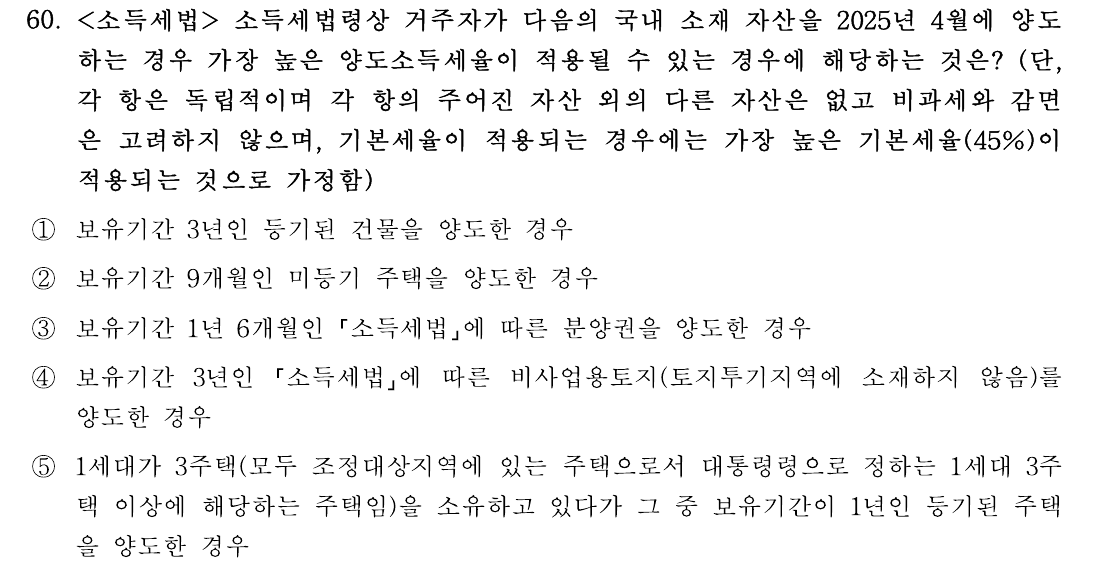 60. <소득세법> 소득세법령상 거주자가 다음의 국내 소재 자산을 2025년 4월에 양도
하는 경우 가장 높은 양도소득세율이 적용될 수 있는 경우에 해당하는 것은? (단,
각 항은 독립적이며 각 항의 주어진 자산 외의 다른 자산은 없고 비과세와 감면
은 고려하지 않으며, 기본세율이 적용되는 경우에는 가장 높은 기본세율(45%)이
적용되는 것으로 가정함)
① 보유기간 3년인 등기된 건물을 양도한 경우
② 보유기간 9개월인 미등기 주택을 양도한 경우
③ 보유기간 1년 6개월인 「소득세법」에 따른 분양권을 양도한 경우
④ 보유기간 3년인 「소득세법」에 따른 비사업용토지(토지투기지역에 소재하지 않음)를
양도한 경우
⑤ 1세대가 3주택(모두 조정대상지역에 있는 주택으로서 대통령령으로 정하는 1세대 3주
택 이상에 해당하는 주택임)을 소유하고 있다가 그 중 보유기간이 1년인 등기된 주택
을 양도한 경우